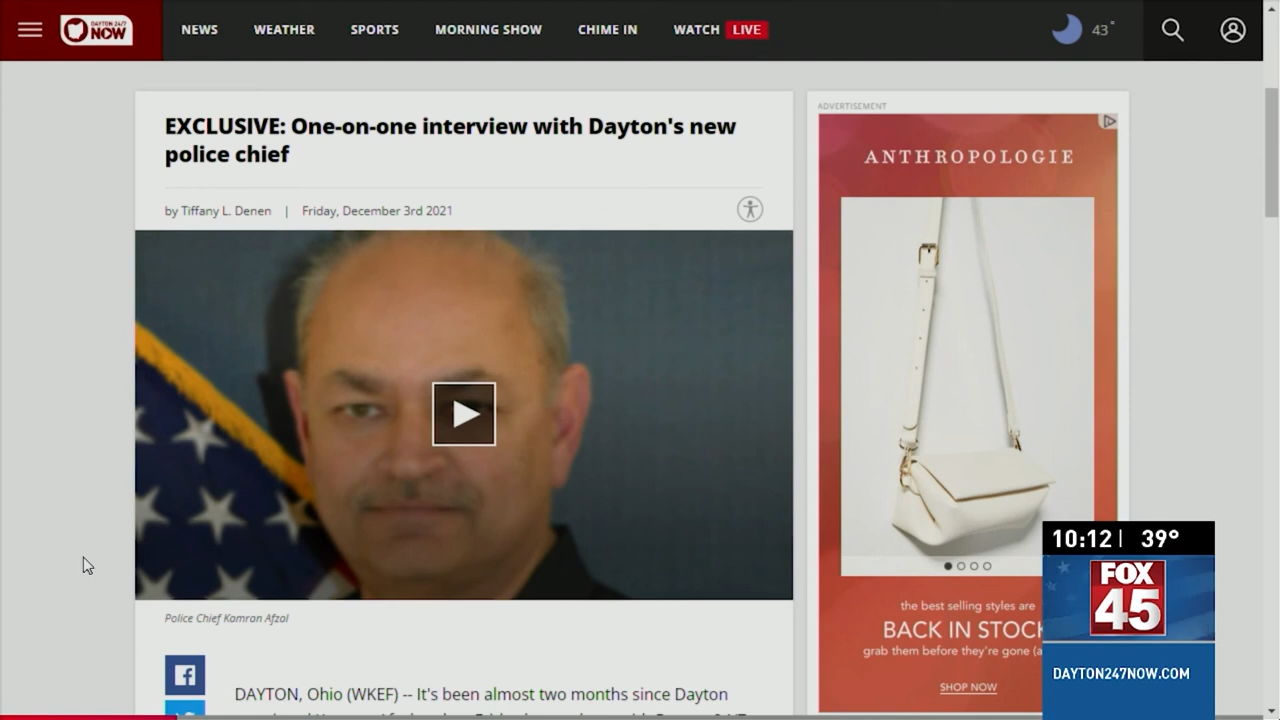 DAYTON 24/7
NOW
NEWS
WEATHER
SPORTS
MORNING SHOW
CHIME IN
WATCH LIVE
43°
EXCLUSIVE: One-on-one interview with Dayton's new
police chief
by Tiffany L. Denen | Friday, December 3rd 2021
Police Chief Kamran Afzal
DAYTON, Ohio (WKEF) -- It's been almost two months since Dayton
ADVERTISEMENT
ANTHROPOLOGIE
the best selling styles are
BACK IN STOCK
grab them before they're gone (a
SHOP NOW
10:12 | 39°
FOX
45
DAYTON247NOW.COM